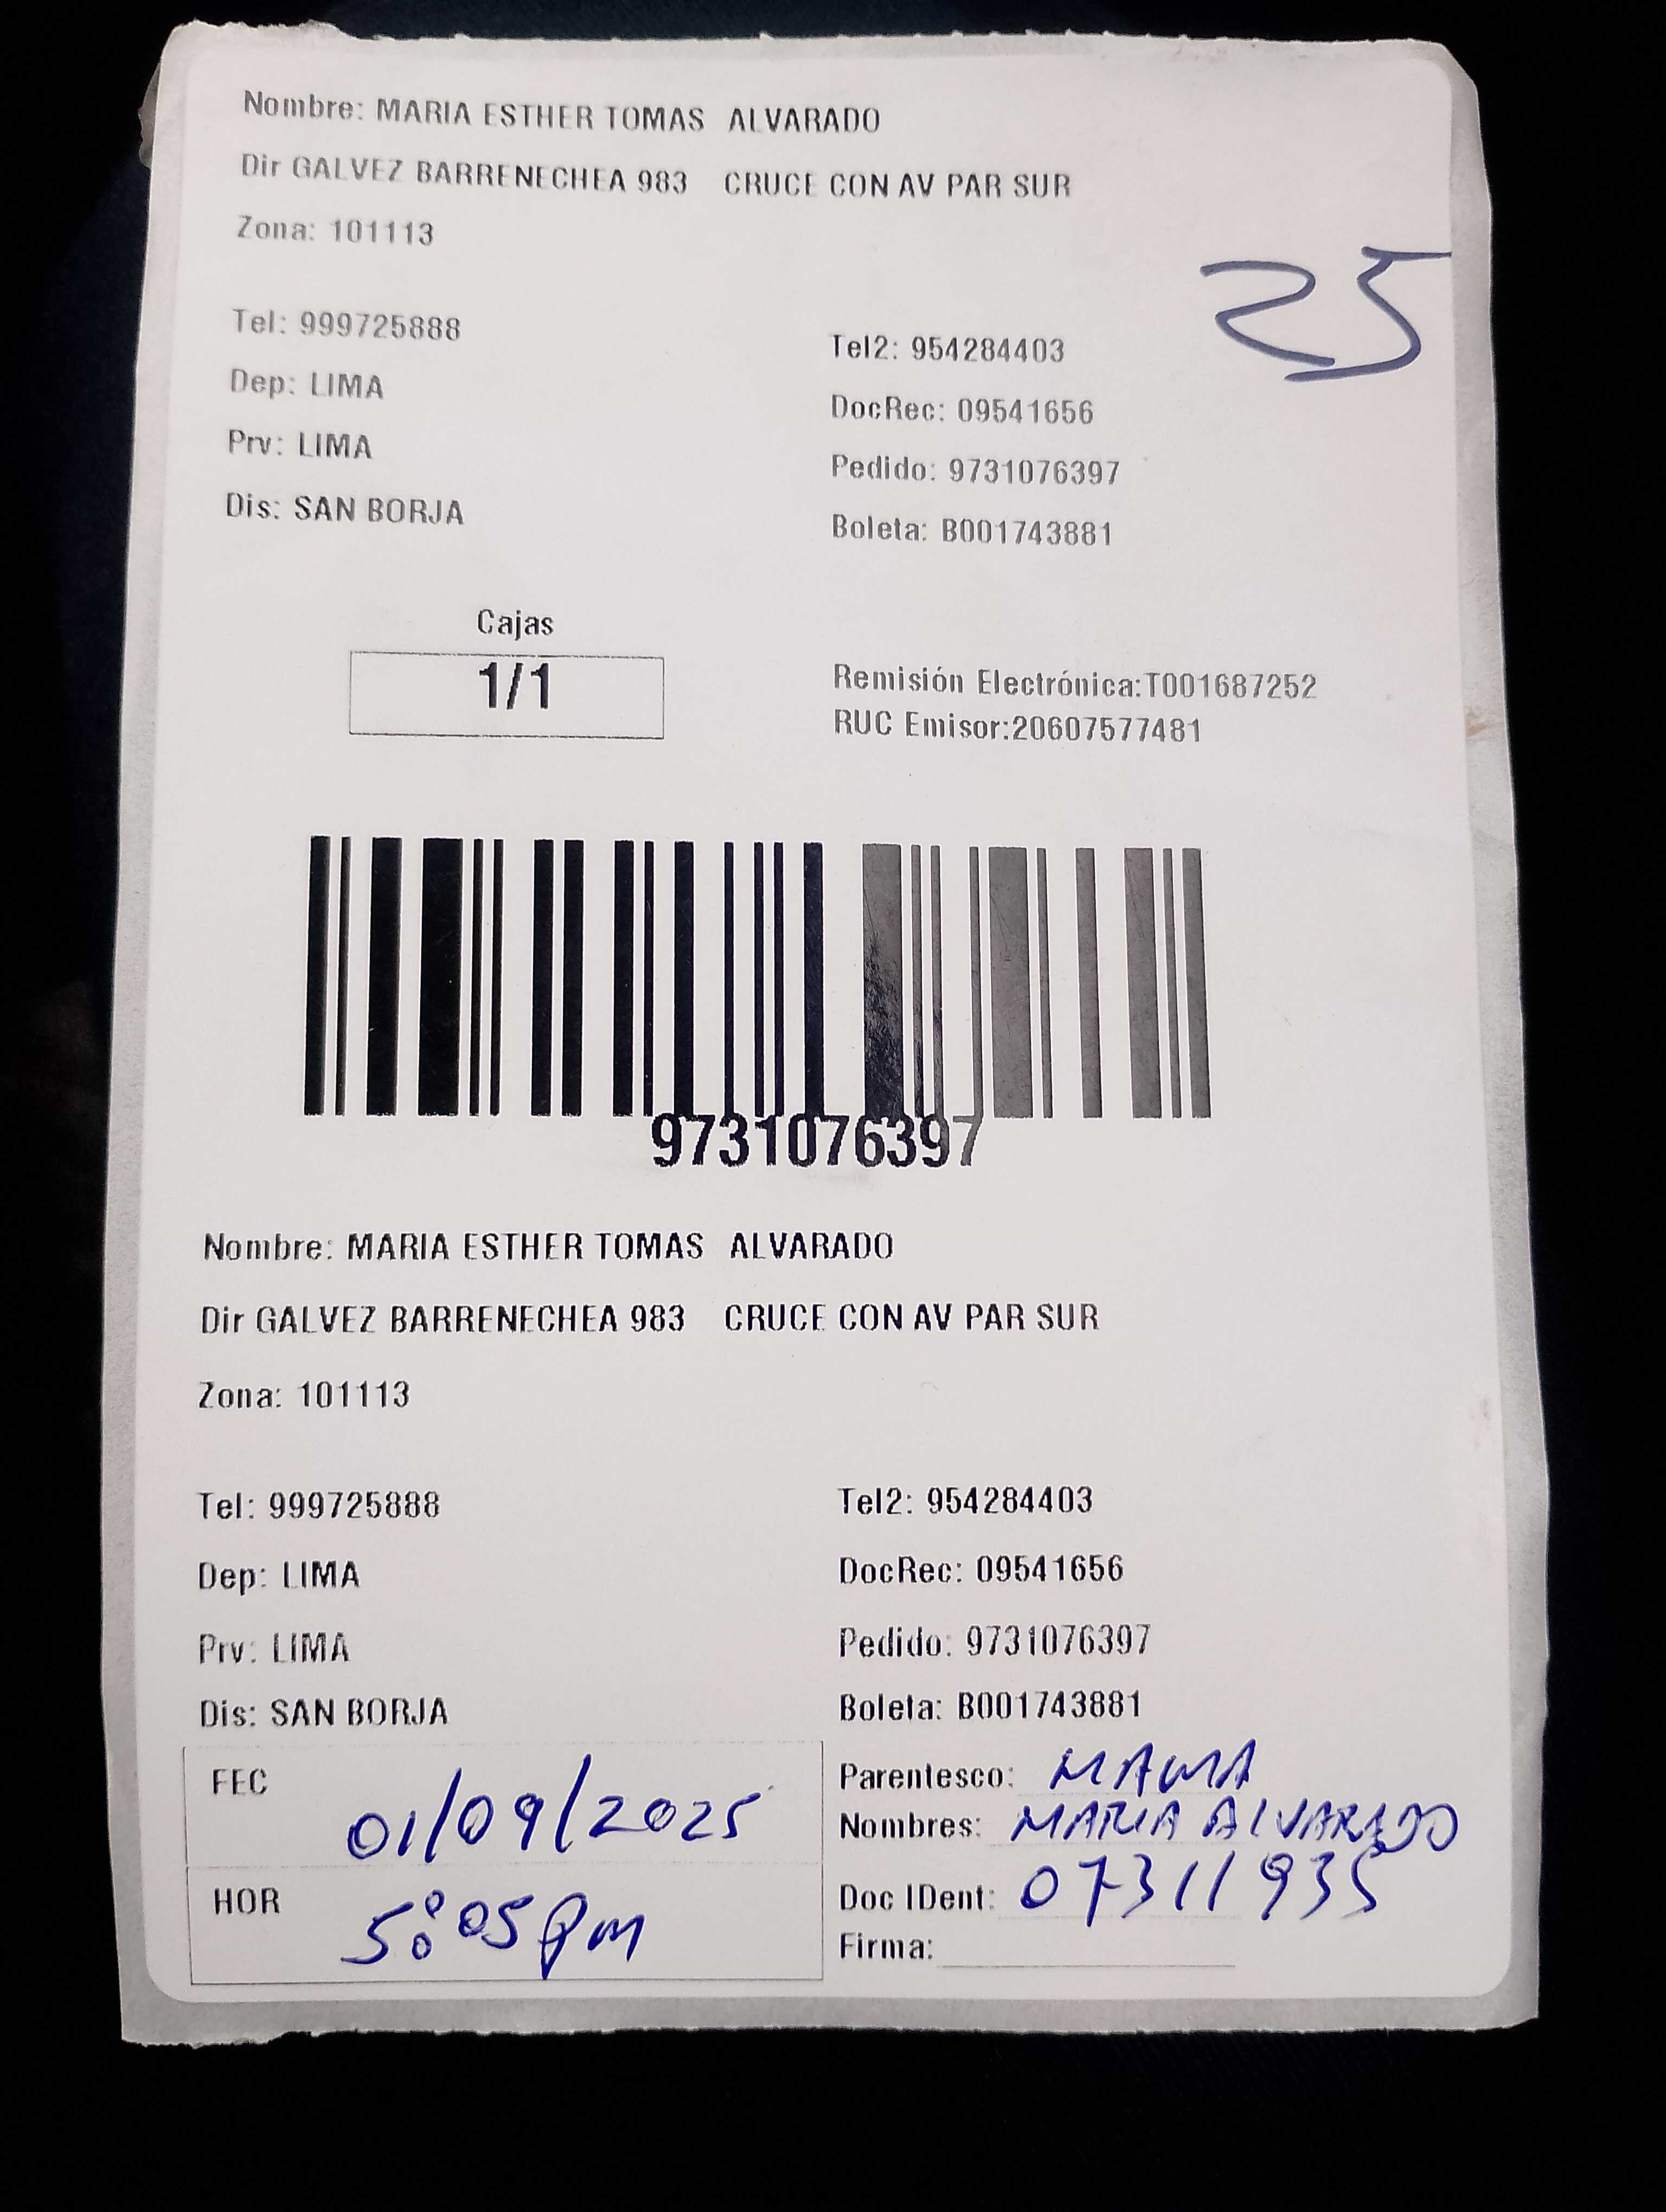 Nombre: MARIA ESTHER TOMAS ALVARADO
Dir GALVEZ BARRENECHEA 983 CRUCE CON AV PAR SUR
Zona: 101113
25
Tel: 999725888
Tel2: 954284403
Dep: LIMA
DocRec: 09541656
Prv: LIMA
Pedido: 9731076397
Dis: SAN BORJA
Boleta: B001743881
Cajas
1/1
Remisión Electrónica:T001687252
RUC Emisor:20607577481
9731076397
Nombre: MARIA ESTHER TOMAS ALVARADO
Dir GALVEZ BARRENECHEA 983 CRUCE CON AV PAR SUR
Zona: 101113
Tel: 999725888
Tel2: 954284403
Dep: LIMA
DocRec: 09541656
Prv: LIMA
Pedido: 9731076397
Dis: SAN BORJA
Boleta: B001743881
FEC 01/09/2025
HOR 5:05 pm
Parentesco: MAMA
Nombres: MARIA ALVARADO
Doc IDent: 07311935
Firma: